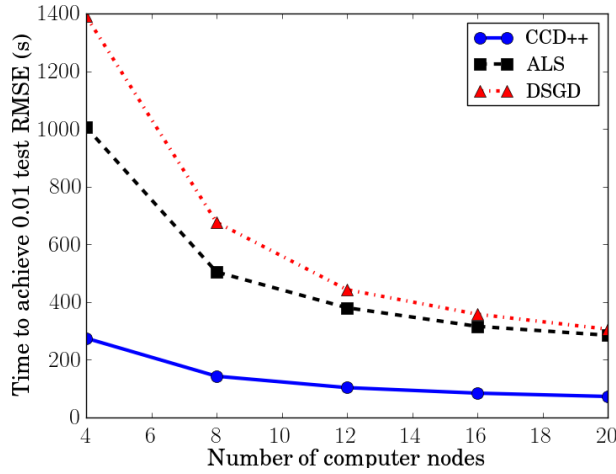 Time to achieve 0.01 test RMSE (s)
1400
1200
1000
800
600
400
200
0
CCD++
ALS
DSGD
4 6 8 10 12 14 16 18 20
Number of computer nodes